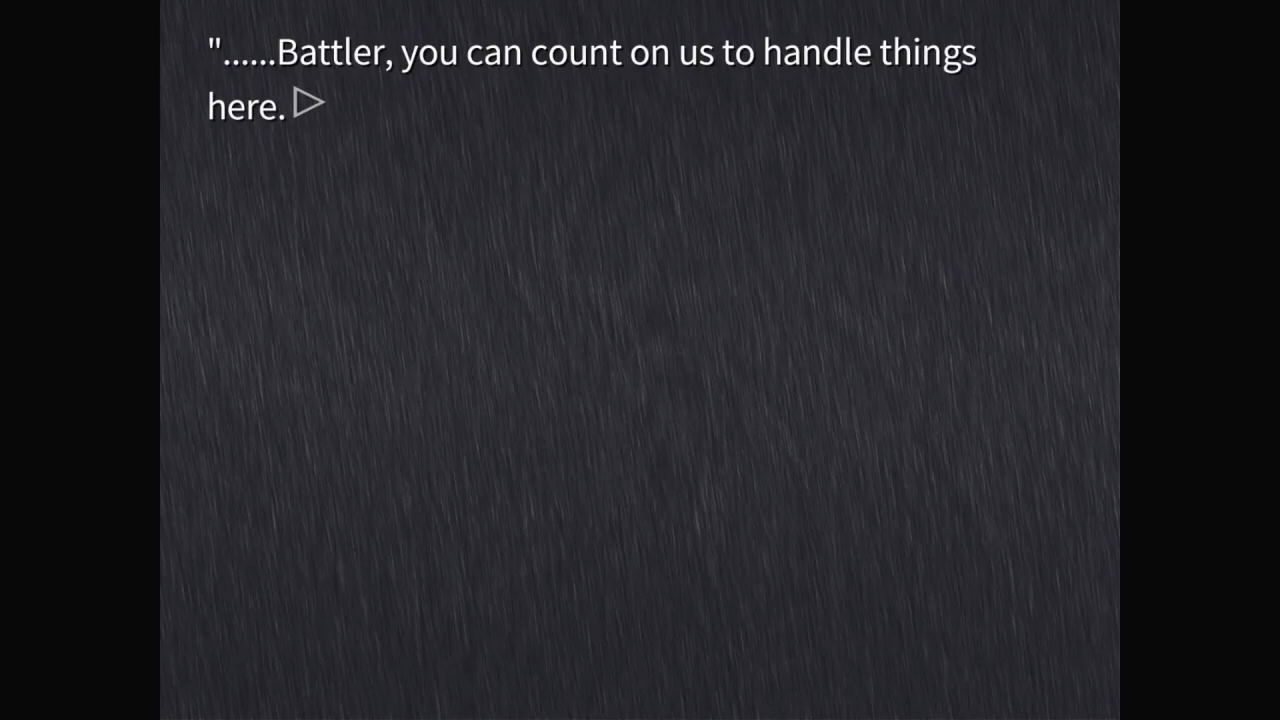 "......Battler, you can count on us to handle things
here.